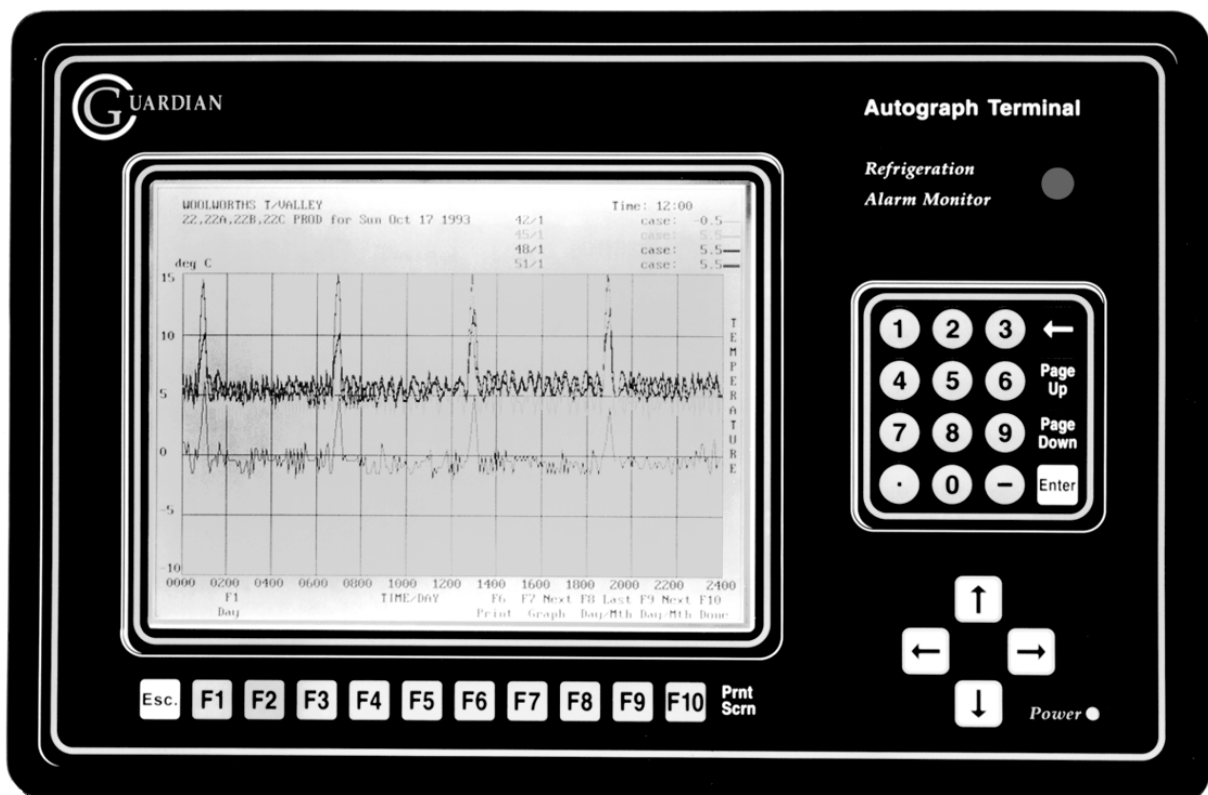 GUARDIAN
Autograph Terminal
Refrigeration
Alarm Monitor
WOOLWORTHS T/VALLEY
Time: 12:00
22,22A,22B,22C PROD for Sun Oct 17 1993
42/1 case: -0.5
45/1 case: 5.5
48/1 case: 5.5
51/1 case: 5.5
deg C
15
10
5
0
-5
-10
TEMPERATURE
0000 0200 0400 0600 0800 1000 1200 1400 1600 1800 2000 2200 2400
F1 TIME/DAY F6 F7 Next F8 Last F9 Next F10
Day Print Graph Day/Mth Day/Mth Done
1 2 3 ←
4 5 6 Page Up
7 8 9 Page Down
. 0 – Enter
↑
← →
↓
Esc. F1 F2 F3 F4 F5 F6 F7 F8 F9 F10 Prnt Scrn
Power